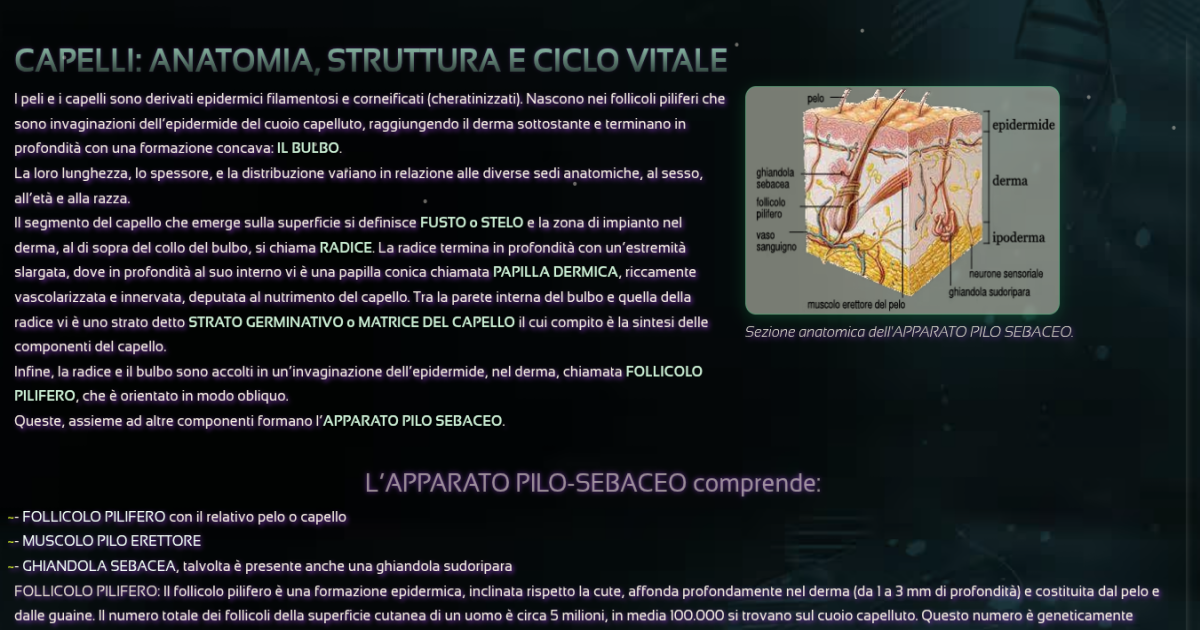 CAPELLI: ANATOMIA, STRUTTURA E CICLO VITALE
I peli e i capelli sono derivati epidermici filamentosi e corneificati (cheratinizzati). Nascono nei follicoli piliferi che
sono invaginazioni dell'epidermide del cuoio capelluto, raggiungendo il derma sottostante e terminano in
profondità con una formazione concava: IL BULBO.
La loro lunghezza, lo spessore, e la distribuzione variano in relazione alle diverse sedi anatomiche, al sesso,
all'età e alla razza.
Il segmento del capello che emerge sulla superficie si definisce FUSTO o STELO e la zona di impianto nel
derma, al di sopra del collo del bulbo, si chiama RADICE. La radice termina in profondità con un'estremità
slargata, dove in profondità al suo interno vi è una papilla conica chiamata PAPILLA DERMICA, riccamente
vascolarizzata e innervata, deputata al nutrimento del capello. Tra la parete interna del bulbo e quella della
radice vi è uno strato detto STRATO GERMINATIVO o MATRICE DEL CAPELLO il cui compito è la sintesi delle
componenti del capello.
Infine, la radice e il bulbo sono accolti in un'invaginazione dell'epidermide, nel derma, chiamata FOLLICOLO
PILIFERO, che è orientato in modo obliquo.
Queste, assieme ad altre componenti formano l'APPARATO PILO SEBACEO.
pelo
epidermide
ghiandola
sebacea
derma
follicolo
pilifero
vaso
sanguigno
ipoderma
neurone sensoriale
ghiandola sudoripara
muscolo erettore del pelo
Sezione anatomica dell'APPARATO PILO SEBACEO.
L'APPARATO PILO-SEBACEO comprende:
~- FOLLICOLO PILIFERO con il relativo pelo o capello
~- MUSCOLO PILO ERETTORE
~- GHIANDOLA SEBACEA, talvolta è presente anche una ghiandola sudoripara
FOLLICOLO PILIFERO: Il follicolo pilifero è una formazione epidermica, inclinata rispetto la cute, affonda profondamente nel derma (da 1 a 3 mm di profondità) e costituita dal pelo e
dalle guaine. Il numero totale dei follicoli della superficie cutanea di un uomo è circa 5 milioni, in media 100.000 si trovano sul cuoio capelluto. Questo numero è geneticamente